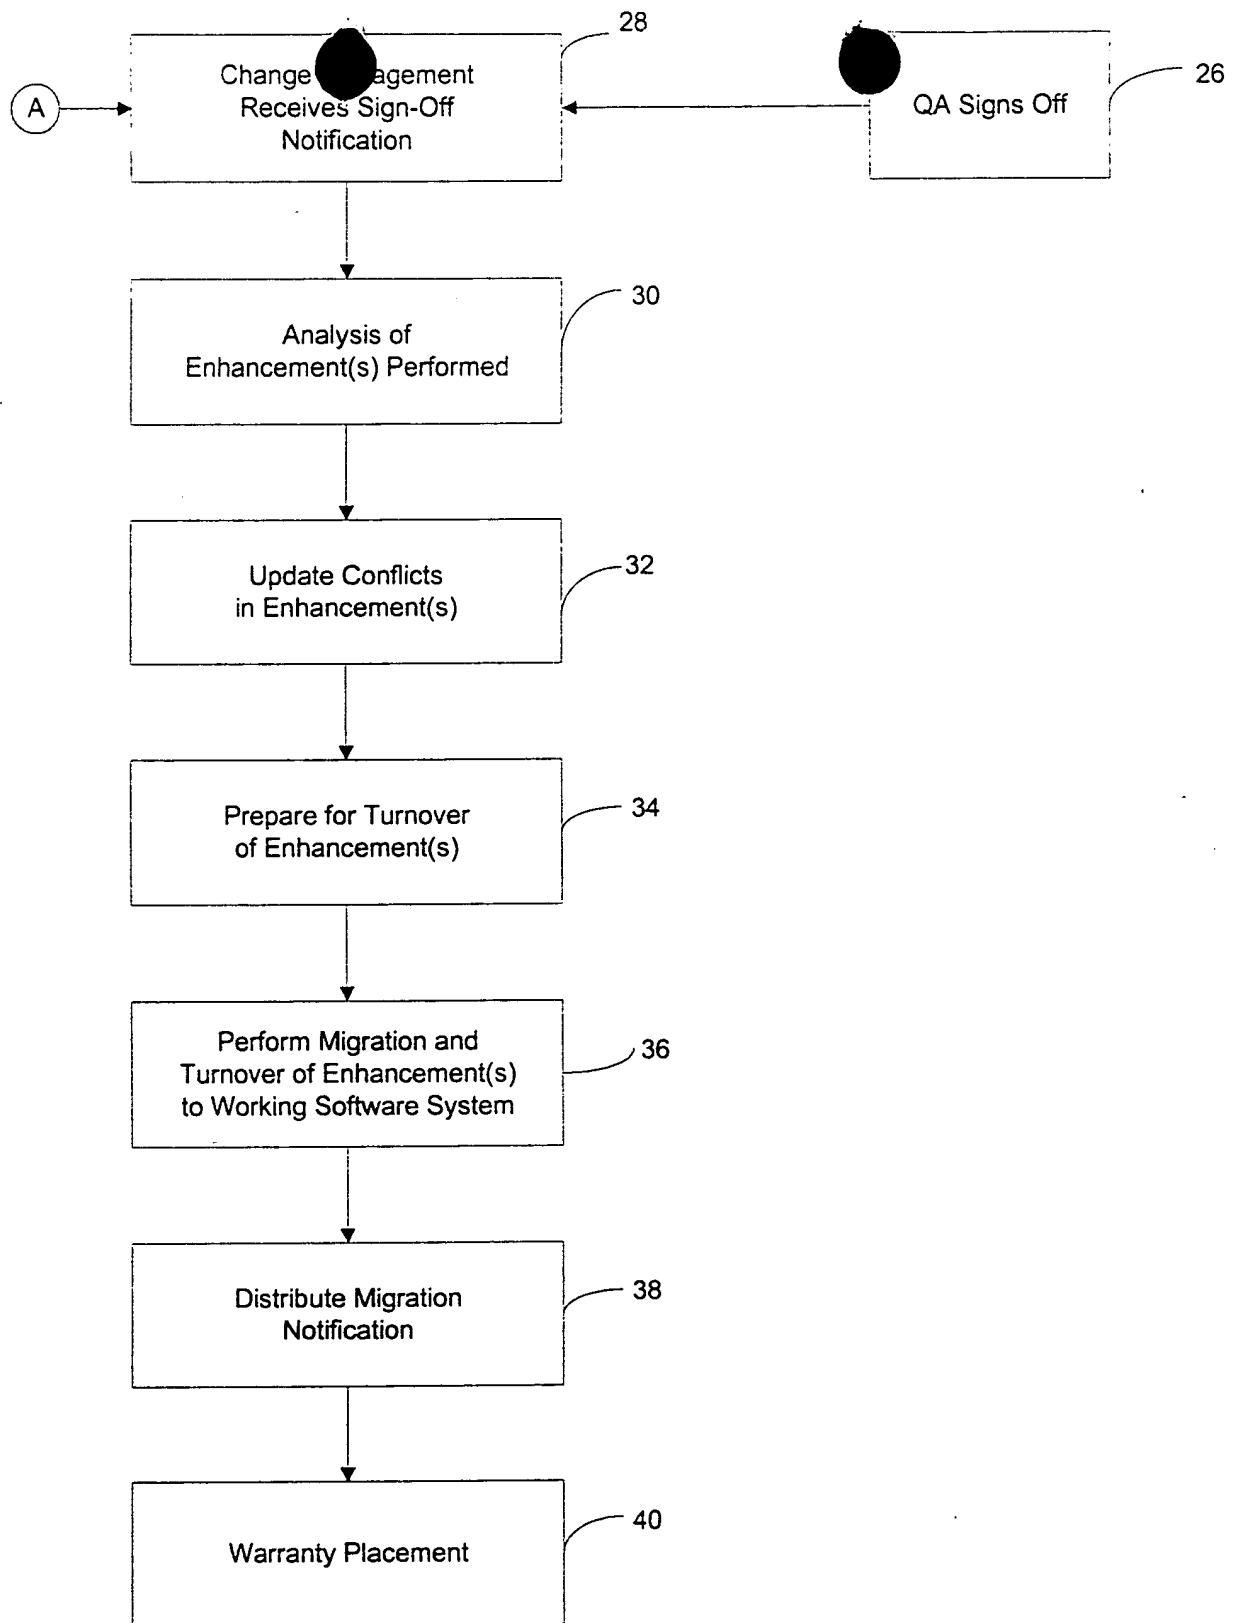 28
Change agement
Receives Sign-Off
Notification
A
QA Signs Off
26
30
Analysis of
Enhancement(s) Performed
32
Update Conflicts
in Enhancement(s)
34
Prepare for Turnover
of Enhancement(s)
36
Perform Migration and
Turnover of Enhancement(s)
to Working Software System
38
Distribute Migration
Notification
40
Warranty Placement